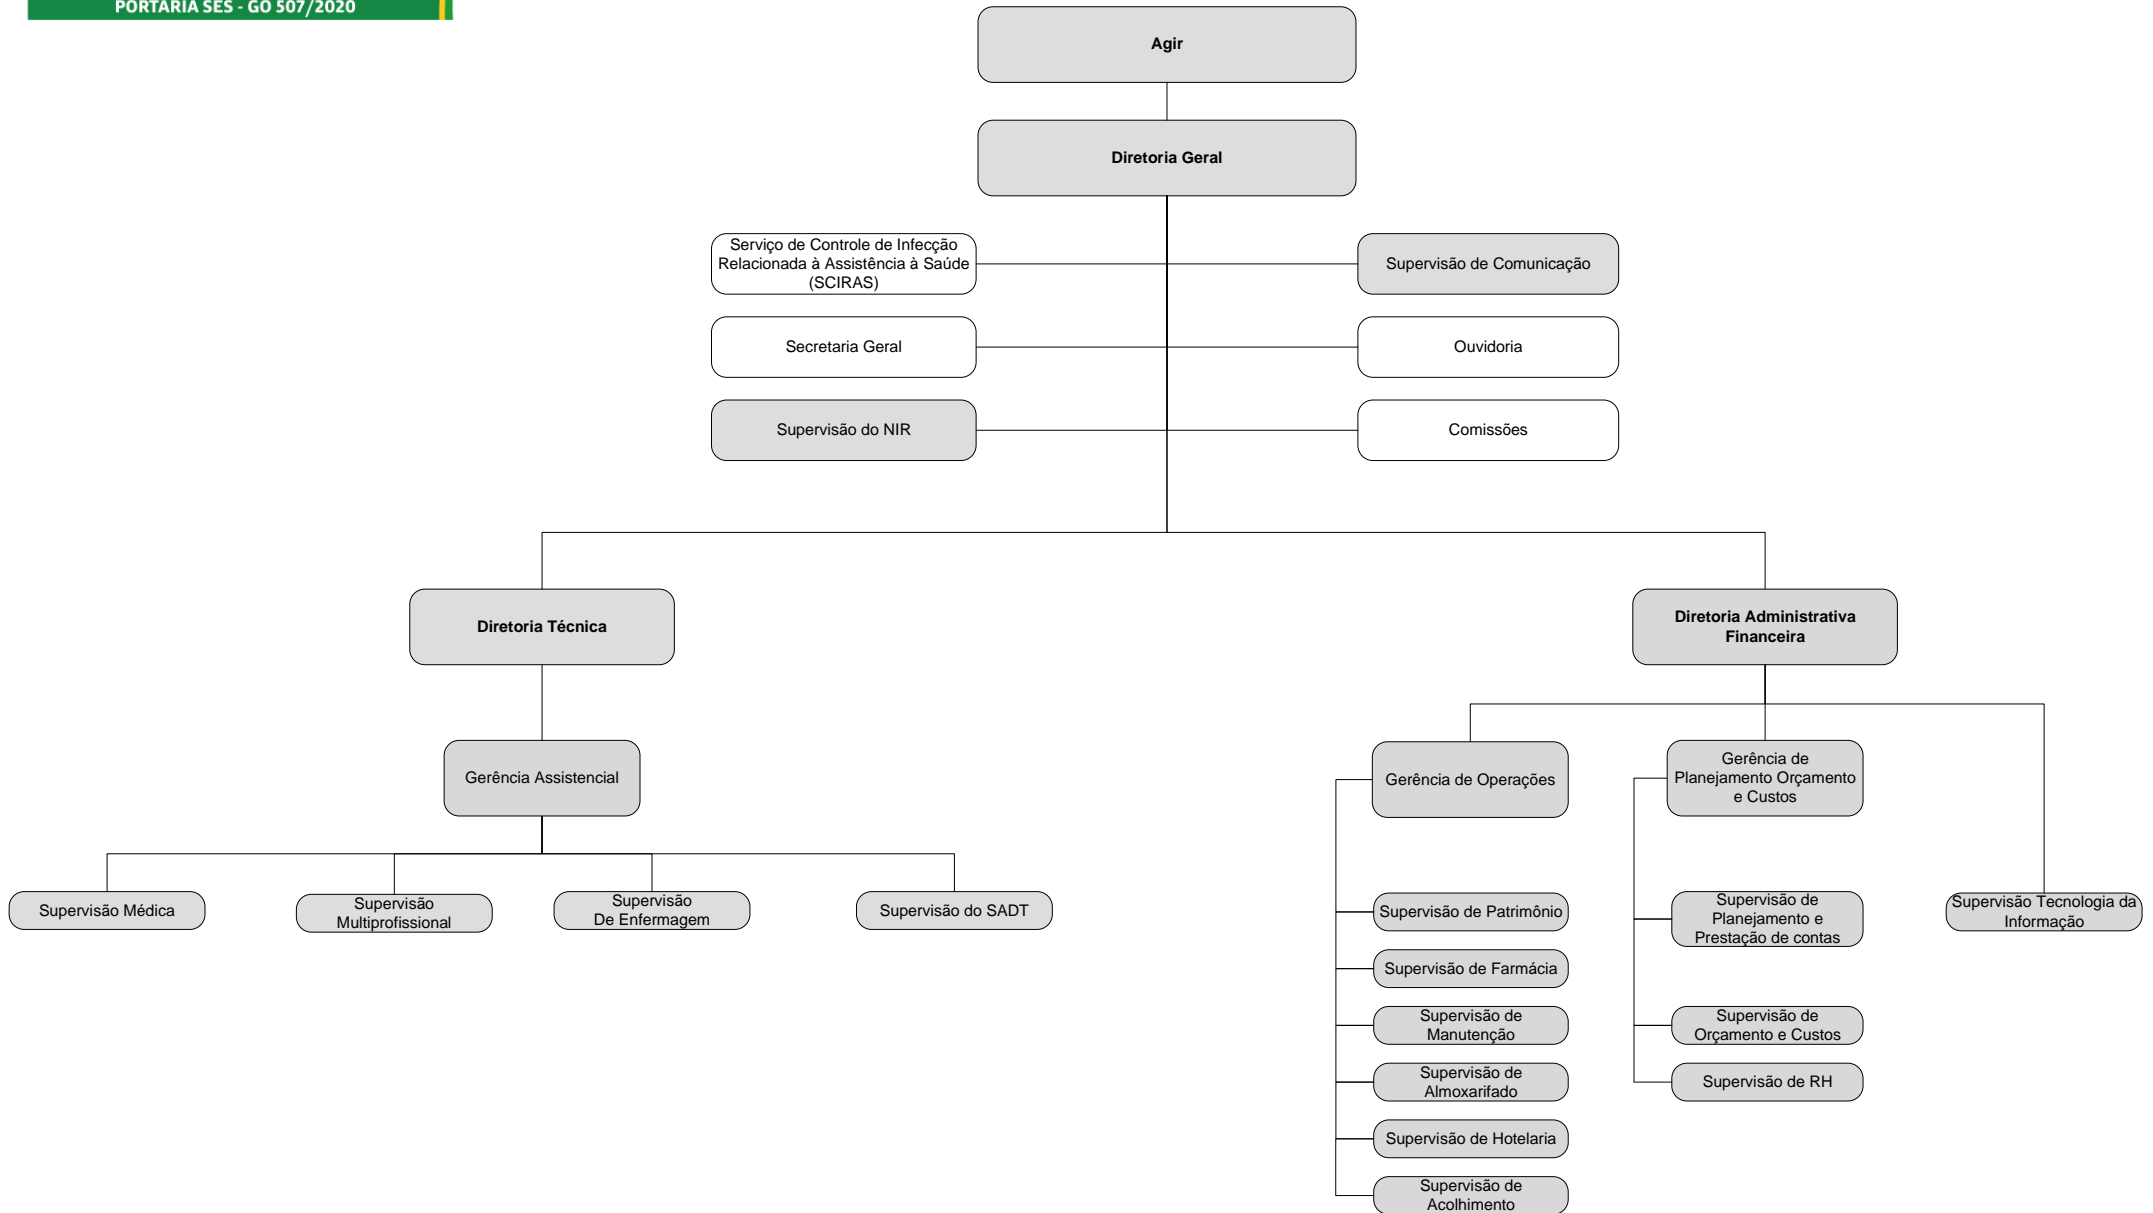 PORTARIA SES - GO 507/2020
Agir
Diretoria Geral
Serviço de Controle de Infecção
Relacionada à Assistência à Saúde
(SCIRAS)
Supervisão de Comunicação
Secretaria Geral
Ouvidoria
Supervisão do NIR
Comissões
Diretoria Técnica
Diretoria Administrativa
Financeira
Gerência Assistencial
Gerência de Operações
Gerência de
Planejamento Orçamento
e Custos
Supervisão Médica
Supervisão
Multiprofissional
Supervisão
De Enfermagem
Supervisão do SADT
Supervisão de Patrimônio
Supervisão de Farmácia
Supervisão de
Manutenção
Supervisão de
Almoxarifado
Supervisão de Hotelaria
Supervisão de
Acolhimento
Supervisão de
Planejamento e
Prestação de contas
Supervisão de
Orçamento e Custos
Supervisão de RH
Supervisão Tecnologia da
Informação